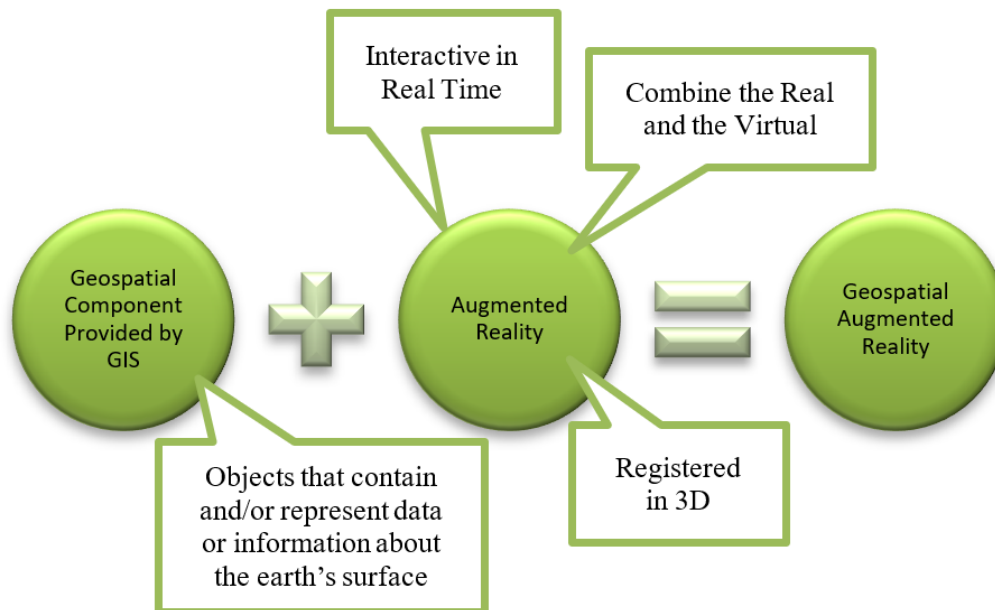 Interactive in
Real Time
Combine the Real
and the Virtual
Geospatial
Component
Provided by
GIS
Augmented
Reality
Geospatial
Augmented
Reality
Objects that contain
and/or represent data
or information about
the earth’s surface
Registered
in 3D